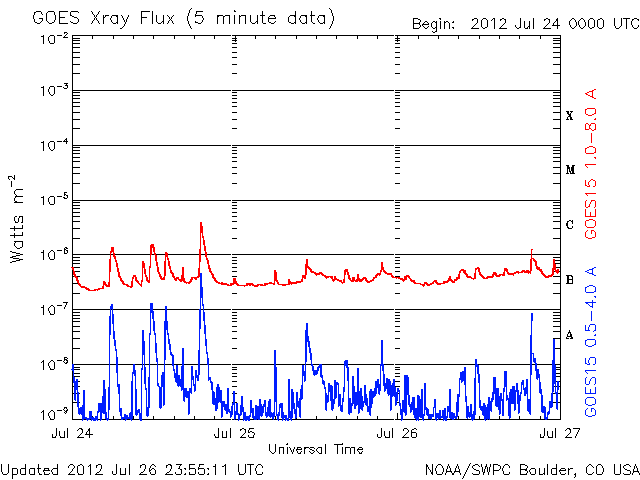 GOES Xray Flux (5 minute data)
Begin: 2012 Jul 24 0000 UTC
10⁻²
10⁻³
10⁻⁴
10⁻⁵
10⁻⁶
10⁻⁷
10⁻⁸
10⁻⁹
Watts m⁻²
X
M
C
B
A
GOES15 1.0−8.0 A
GOES15 0.5−4.0 A
Jul 24
Jul 25
Jul 26
Jul 27
Universal Time
Updated 2012 Jul 26 23:55:11 UTC
NOAA/SWPC Boulder, CO USA